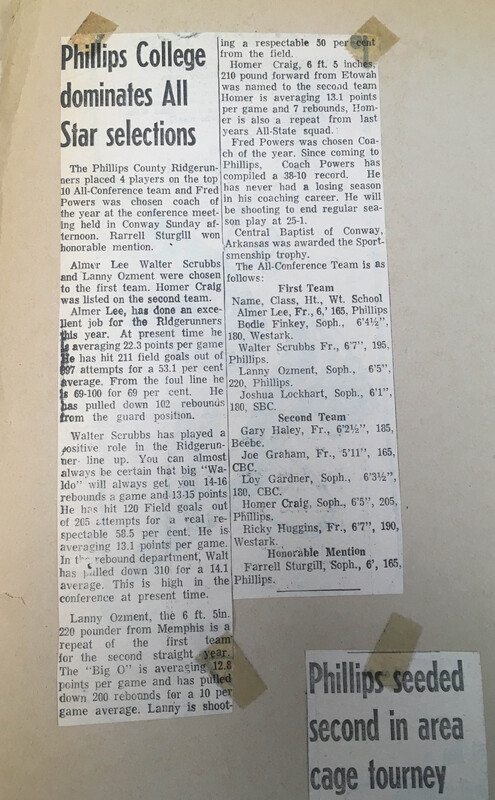 Phillips College
dominates All
Star selections
The Phillips County Ridgerun-
ners placed 4 players on the top
10 All-Conference team and Fred
Powers was chosen coach of
the year at the conference meet-
ing held in Conway Sunday af-
ternoon. Rarrell Sturgill won
honorable mention.
Almer Lee Walter Scrubbs
and Lanny Ozment were chosen
to the first team. Homer Craig
was listed on the second team.
Almer Lee, has done an exce-
llent job for the Ridgerunners
this year. At present time he
is averaging 22.3 points per game
He has hit 211 field goals out of
397 attempts for a 53.1 per cent
average. From the foul line he
is 69-100 for 69 per cent. He
has pulled down 102 rebounds
from the guard position.
Walter Scrubbs has played a
positive role in the Ridgerun-
ner line up. You can almost
always be certain that big "Wa-
ldo" will always get you 14-16
rebounds a game and 13-15 points
He has hit 120 Field goals out
of 205 attempts for a real re-
spectable 58.5 per cent. He is
averaging 13.1 points per game.
In the rebound department, Walt
has pulled down 310 for a 14.1
average. This is high in the
conference at present time.
Lanny Ozment, the 6 ft. 5in.
220 pounder from Memphis is a
repeat of the first team
for the second straight year.
The "Big O" is averaging 12.8
points per game and has pulled
down 200 rebounds for a 10 per
game average. Lanny is shoot-
ing a respectable 50 per cent
from the field.
Homer Craig, 6 ft. 5 inches,
210 pound forward from Etowah
was named to the second team
Homer is averaging 13.1 points
per game and 7 rebounds, Hom-
er is also a repeat from last
years All-State squad.
Fred Powers was chosen Coa-
ch of the year. Since coming to
Phillips, Coach Powers has
compiled a 38-10 record. He
has never had a losing season
in his coaching career. He will
be shooting to end regular sea-
son play at 25-1.
Central Baptist of Conway,
Arkansas was awarded the Sport-
smenship trophy.
The All-Conference Team is as
follows:
First Team
Name, Class, Ht., Wt. School
Almer Lee, Fr., 6,' 165, Phillips
Bodie Finkey, Soph., 6'4½",
180, Westark.
Walter Scrubbs Fr., 6'7", 195,
Phillips.
Lanny Ozment, Soph., 6'5",
220, Phillips.
Joshua Lockhart, Soph., 6'1",
180, SBC.
Second Team
Gary Haley, Fr., 6'2½", 185,
Beebe.
Joe Graham, Fr., 5'11", 165,
CBC.
Loy Gardner, Soph., 6'3½",
180, CBC.
Homer Craig, Soph., 6'5", 205,
Phillips.
Ricky Huggins, Fr., 6'7", 190,
Westark.
Honorable Mention
Farrell Sturgill, Soph., 6', 165,
Phillips.
Phillips seeded
second in area
cage tourney